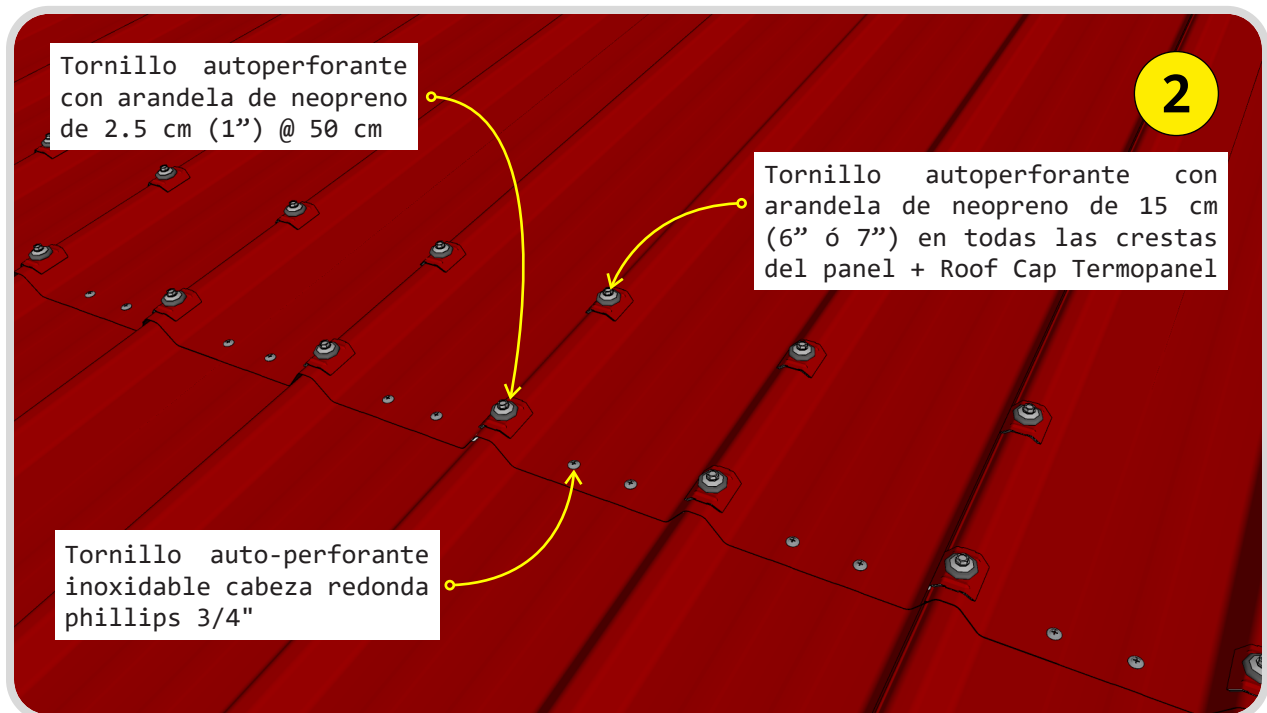 Tornillo autoperforante
con arandela de neopreno
de 2.5 cm (1”) @ 50 cm
2
Tornillo autoperforante con
arandela de neopreno de 15 cm
(6” ó 7”) en todas las crestas
del panel + Roof Cap Termopanel
Tornillo auto-perforante
inoxidable cabeza redonda
phillips 3/4"